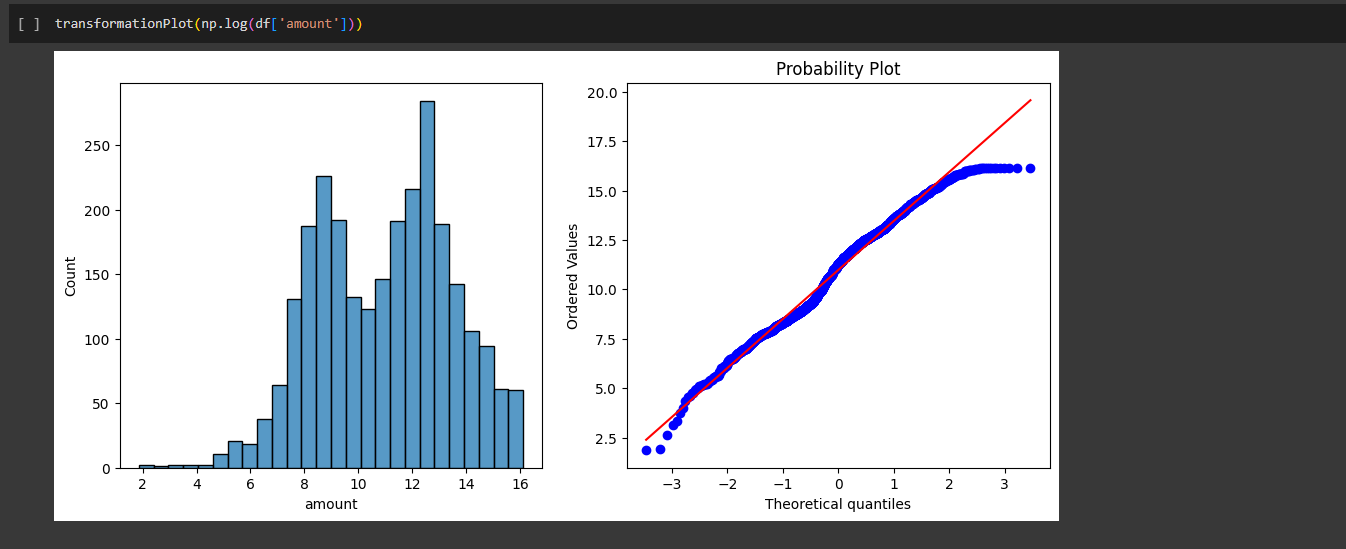 [ ] transformationPlot(np.log(df['amount']))
Probability Plot
250
200
150
100
50
0
Count
2 4 6 8 10 12 14 16
amount
20.0
17.5
15.0
12.5
10.0
7.5
5.0
2.5
Ordered Values
−3 −2 −1 0 1 2 3
Theoretical quantiles